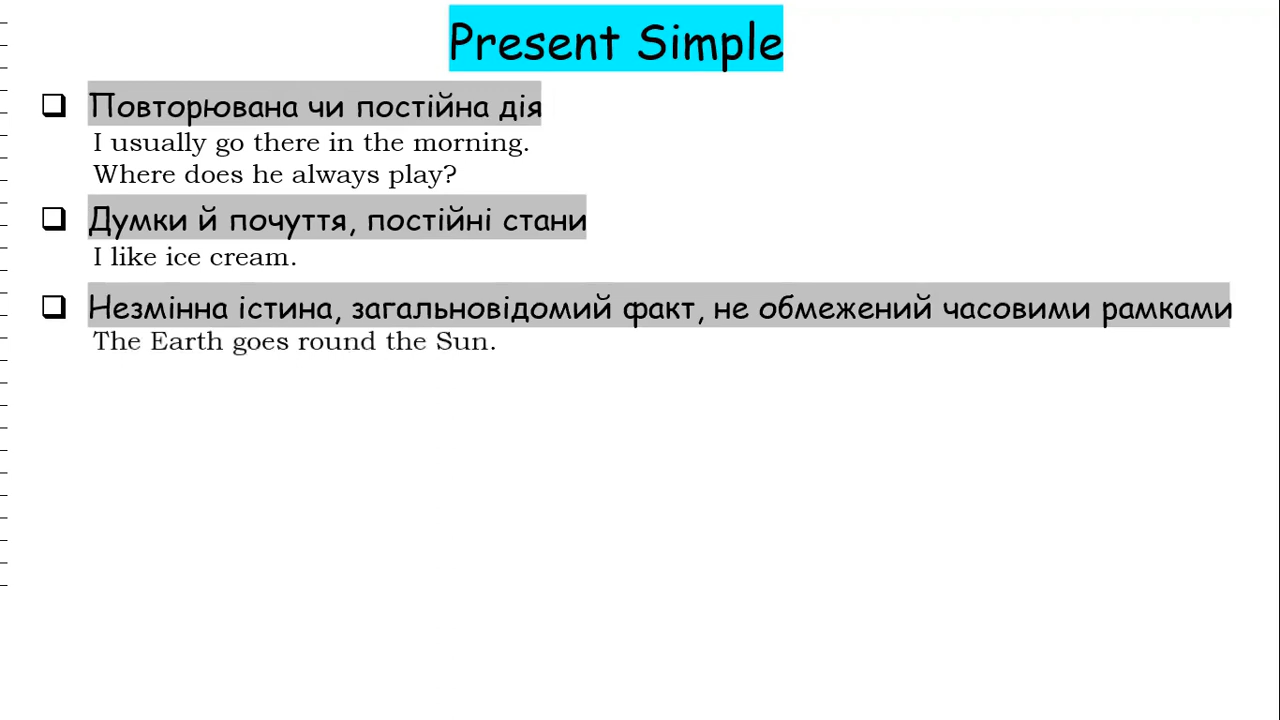 Present Simple
Повторювана чи постійна дія
I usually go there in the morning.
Where does he always play?
Думки й почуття, постійні стани
I like ice cream.
Незмінна істина, загальновідомий факт, не обмежений часовими рамками
The Earth goes round the Sun.